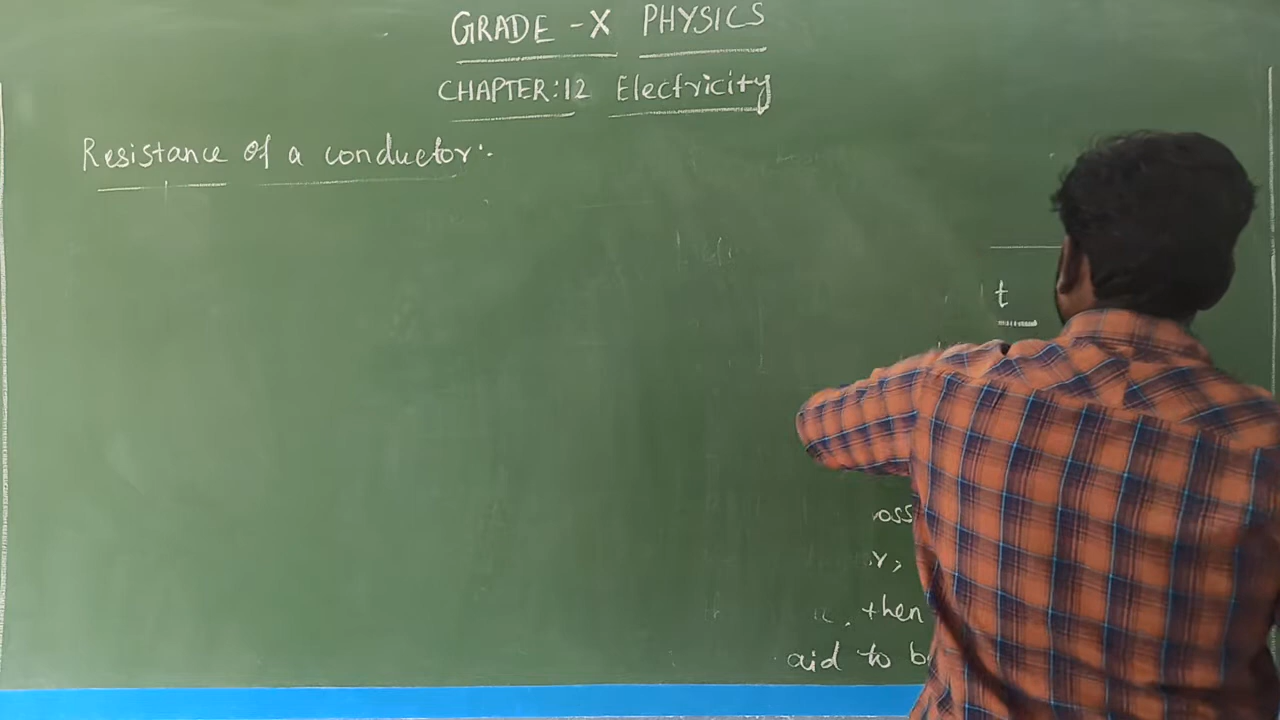 GRADE - X PHYSICS
CHAPTER:12 Electricity
Resistance of a conductor:-
t
oss
r,
, then
aid to b